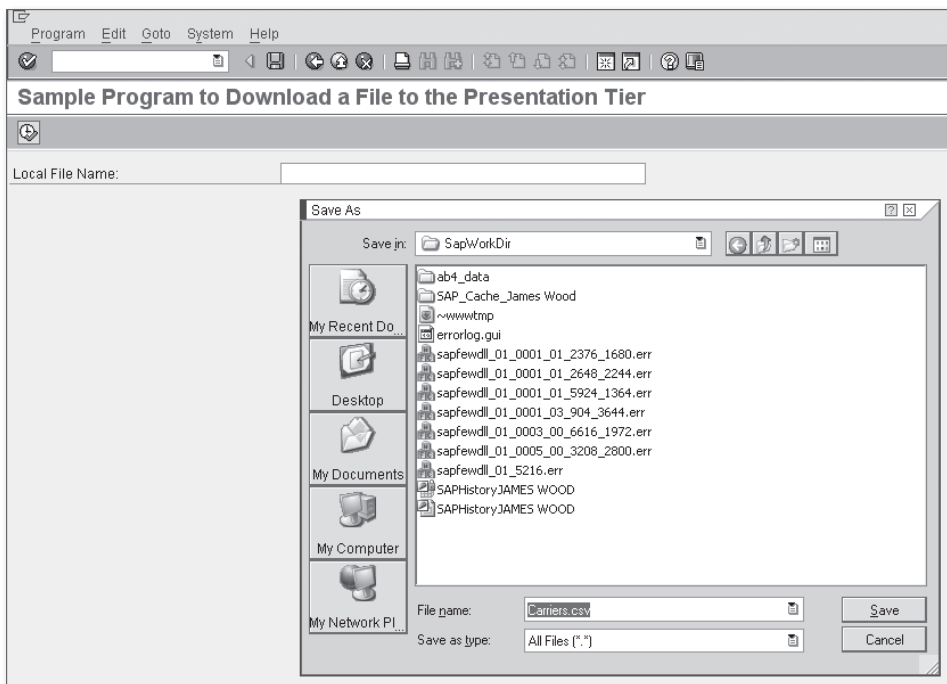 Program Edit Goto System Help
Sample Program to Download a File to the Presentation Tier
Local File Name:
Save As
Save in: SapWorkDir
My Recent Do...
Desktop
My Documents
My Computer
My Network Pl...
ab4_data
SAP_Cache_James Wood
~wwwtmp
errorlog.gui
sapfewdll_01_0001_01_2376_1680.err
sapfewdll_01_0001_01_2648_2244.err
sapfewdll_01_0001_01_5924_1364.err
sapfewdll_01_0001_03_904_3644.err
sapfewdll_01_0003_00_6616_1972.err
sapfewdll_01_0005_00_3208_2800.err
sapfewdll_01_5216.err
SAPHistoryJAMES WOOD
SAPHistoryJAMES WOOD
File name: Carriers.csv Save
Save as type: All Files (*.*) Cancel